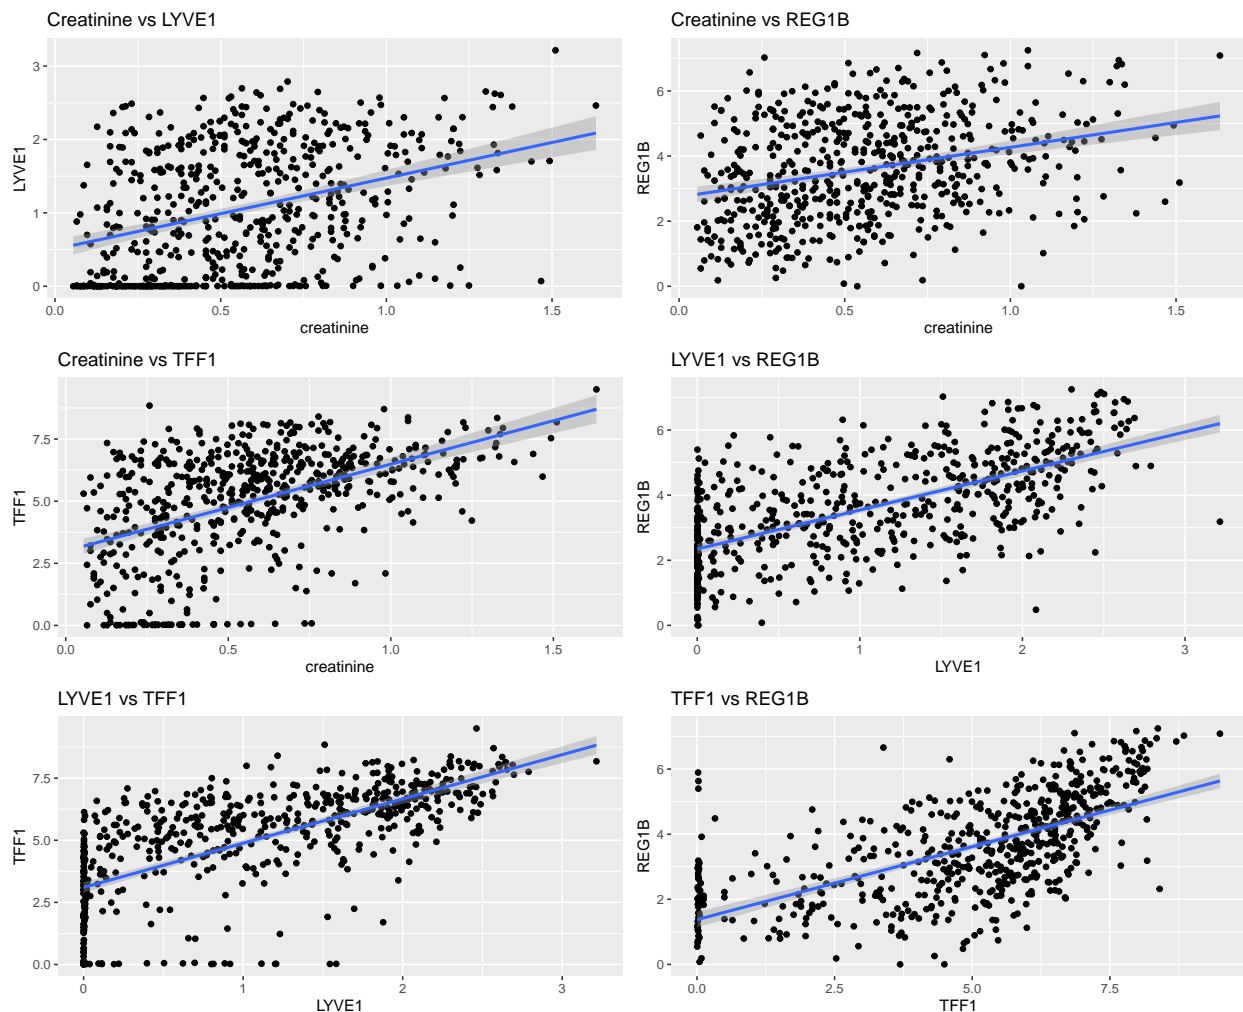 Creatinine vs LYVE1
3
2
1
0
LYVE1
0.0 0.5 1.0 1.5
creatinine
Creatinine vs REG1B
6
4
2
0
REG1B
0.0 0.5 1.0 1.5
creatinine
Creatinine vs TFF1
7.5
5.0
2.5
0.0
TFF1
0.0 0.5 1.0 1.5
creatinine
LYVE1 vs REG1B
6
4
2
0
REG1B
0 1 2 3
LYVE1
LYVE1 vs TFF1
7.5
5.0
2.5
0.0
TFF1
0 1 2 3
LYVE1
TFF1 vs REG1B
6
4
2
0
REG1B
0.0 2.5 5.0 7.5
TFF1